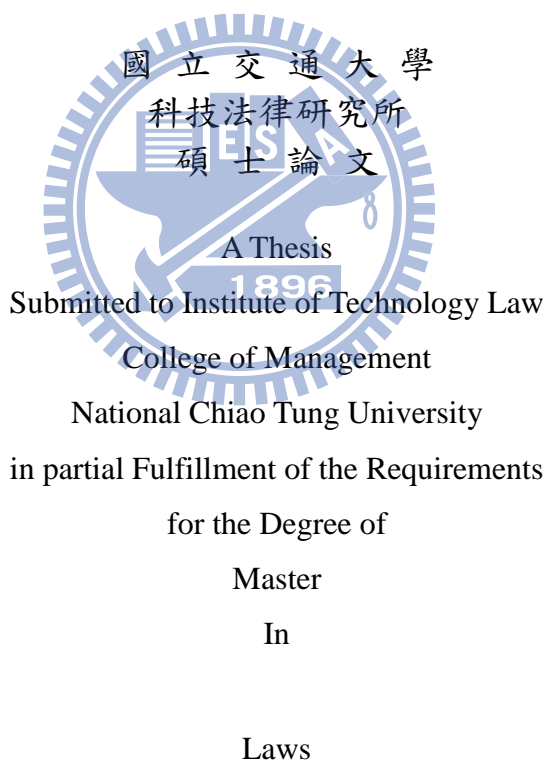 國 立 交 通 大 學
科技法律研究所
碩 士 論 文
E S A
A Thesis
1896
Submitted to Institute of Technology Law
College of Management
National Chiao Tung University
in partial Fulfillment of the Requirements
for the Degree of
Master
In
Laws